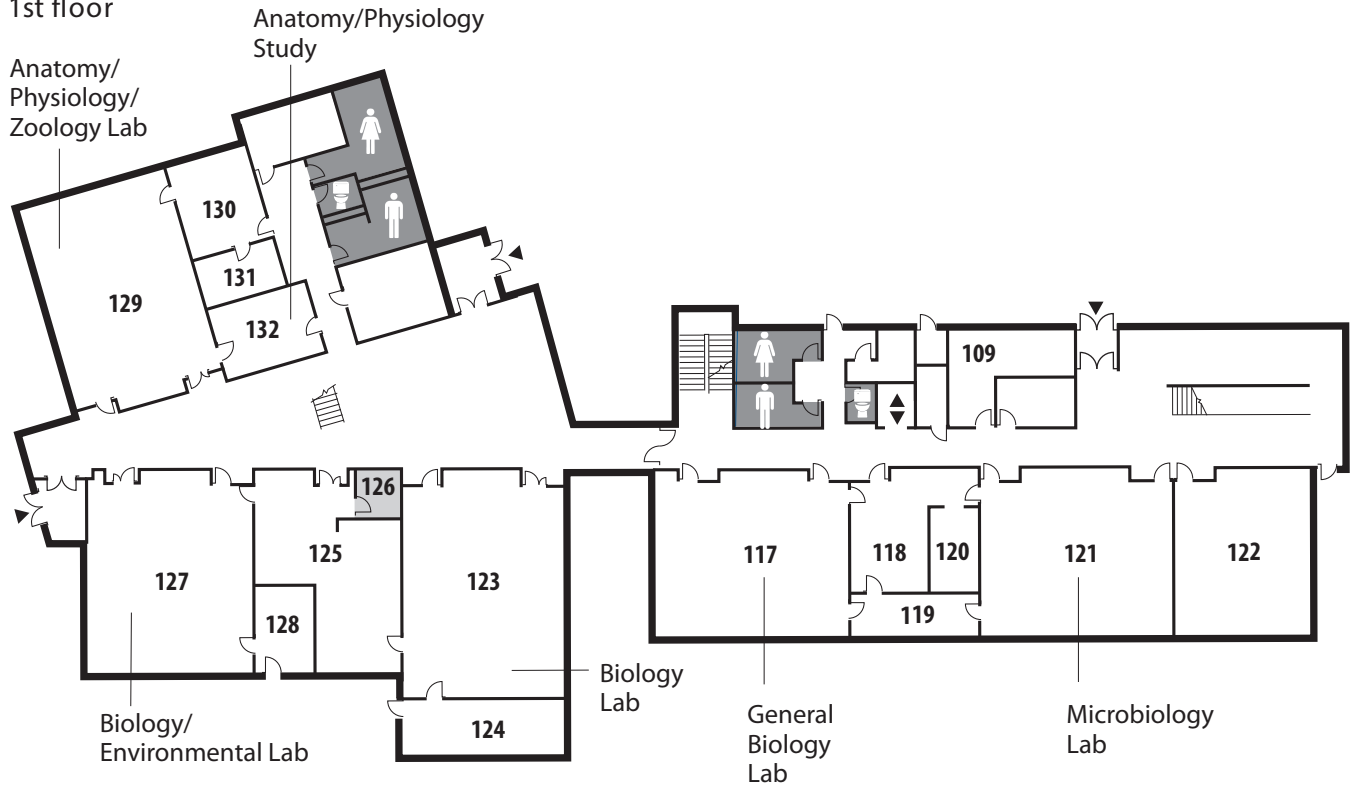 1st floor
Anatomy/Physiology
Study
Anatomy/
Physiology/
Zoology Lab
130
131
129
132
109
126
125
127
123
128
124
117
118
120
119
121
122
Biology/
Environmental Lab
Biology
Lab
General
Biology
Lab
Microbiology
Lab